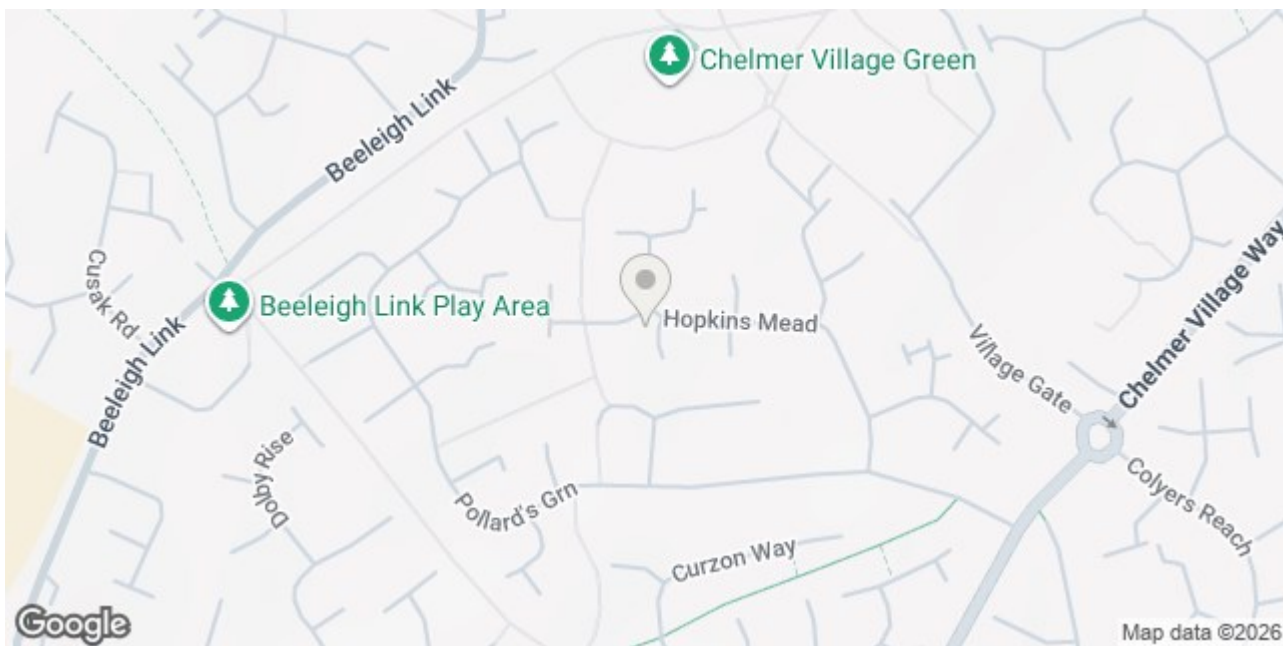 Chelmer Village Green
Beeleigh Link
Chelmer Village Way
Cusak Rd
Beeleigh Link Play Area
Hopkins Mead
Beeleigh Link
Village Gate
Dolby Rise
Pollard's Grn
Colyers Reach
Curzon Way
Google
Map data ©2026